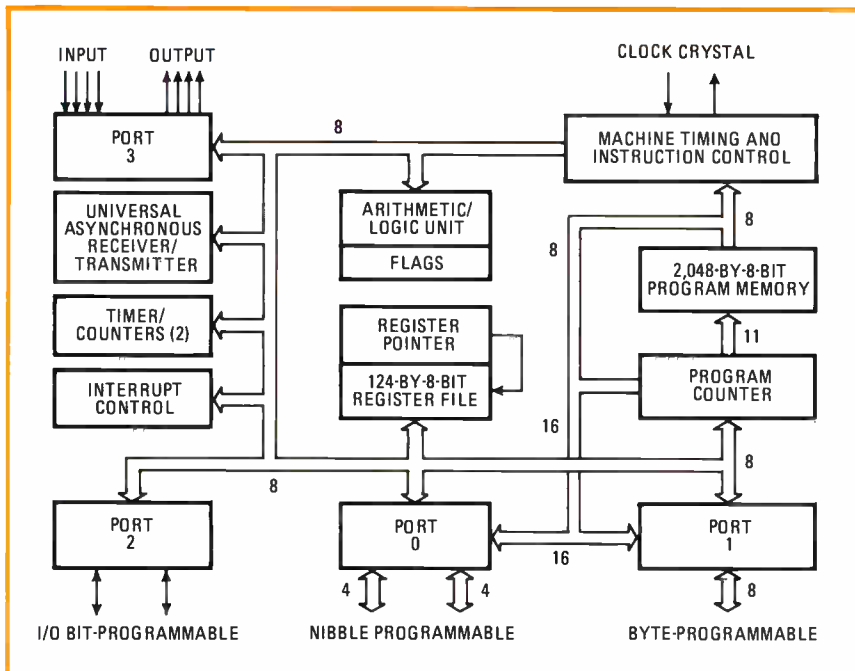 INPUT
OUTPUT
CLOCK CRYSTAL
PORT
3
8
MACHINE TIMING AND
INSTRUCTION CONTROL
UNIVERSAL
ASYNCHRONOUS
RECEIVER/
TRANSMITTER
ARITHMETIC/
LOGIC UNIT
FLAGS
8
8
2,048-BY-8-BIT
PROGRAM MEMORY
TIMER/
COUNTERS (2)
REGISTER
POINTER
11
INTERRUPT
CONTROL
124-BY-8-BIT
REGISTER FILE
PROGRAM
COUNTER
16
8
8
PORT
2
PORT
0
16
PORT
1
4
4
8
I/O BIT-PROGRAMMABLE
NIBBLE PROGRAMMABLE
BYTE-PROGRAMMABLE